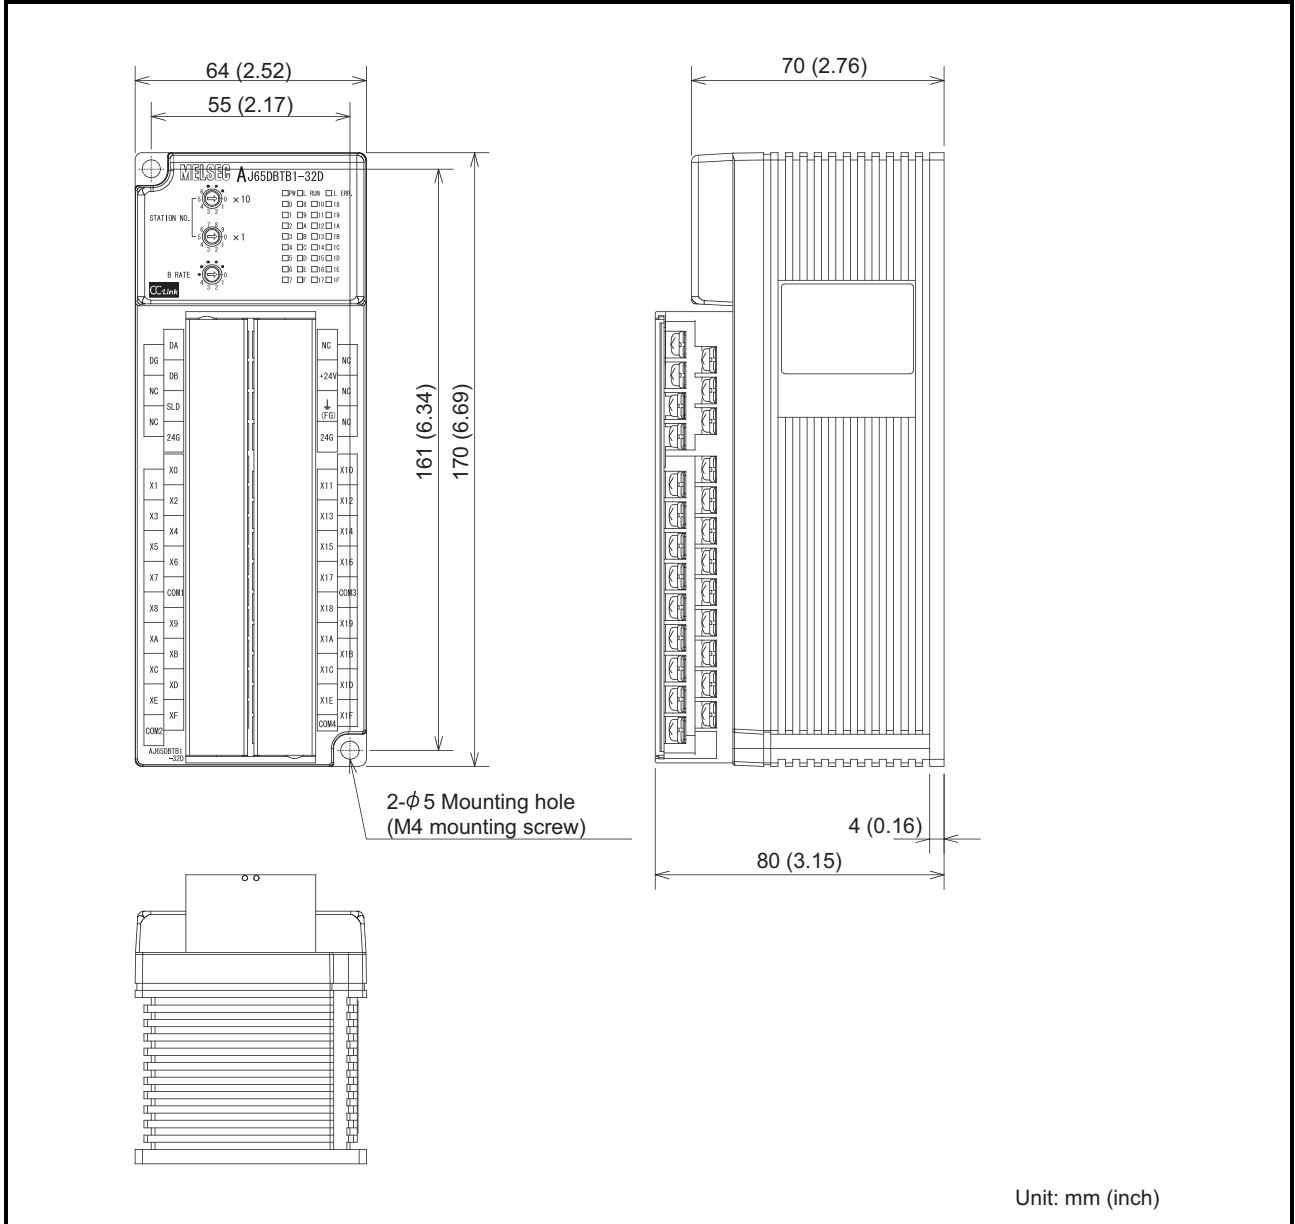 64 (2.52)
55 (2.17)
70 (2.76)
MELSEC AJ65DBTB1-32D
PW L RUN L ERR.
0 8 10 18
1 9 11 19
2 A 12 1A
3 B 13 1B
4 C 14 1C
5 D 15 1D
6 E 16 1E
7 F 17 1F
STATION NO.
×10
×1
B RATE
CC-Link
DA
DG
DB
NC
SLD
NC
24G
X0
X1
X2
X3
X4
X5
X6
X7
COM1
X8
X9
XA
XB
XC
XD
XE
XF
COM2
AJ65DBTB1
-32D
NC
NC
+24V
NC
(FG)
NC
24G
X10
X11
X12
X13
X14
X15
X16
X17
COM3
X18
X19
X1A
X1B
X1C
X1D
X1E
X1F
COM4
161 (6.34)
170 (6.69)
2-φ5 Mounting hole
(M4 mounting screw)
4 (0.16)
80 (3.15)
Unit: mm (inch)